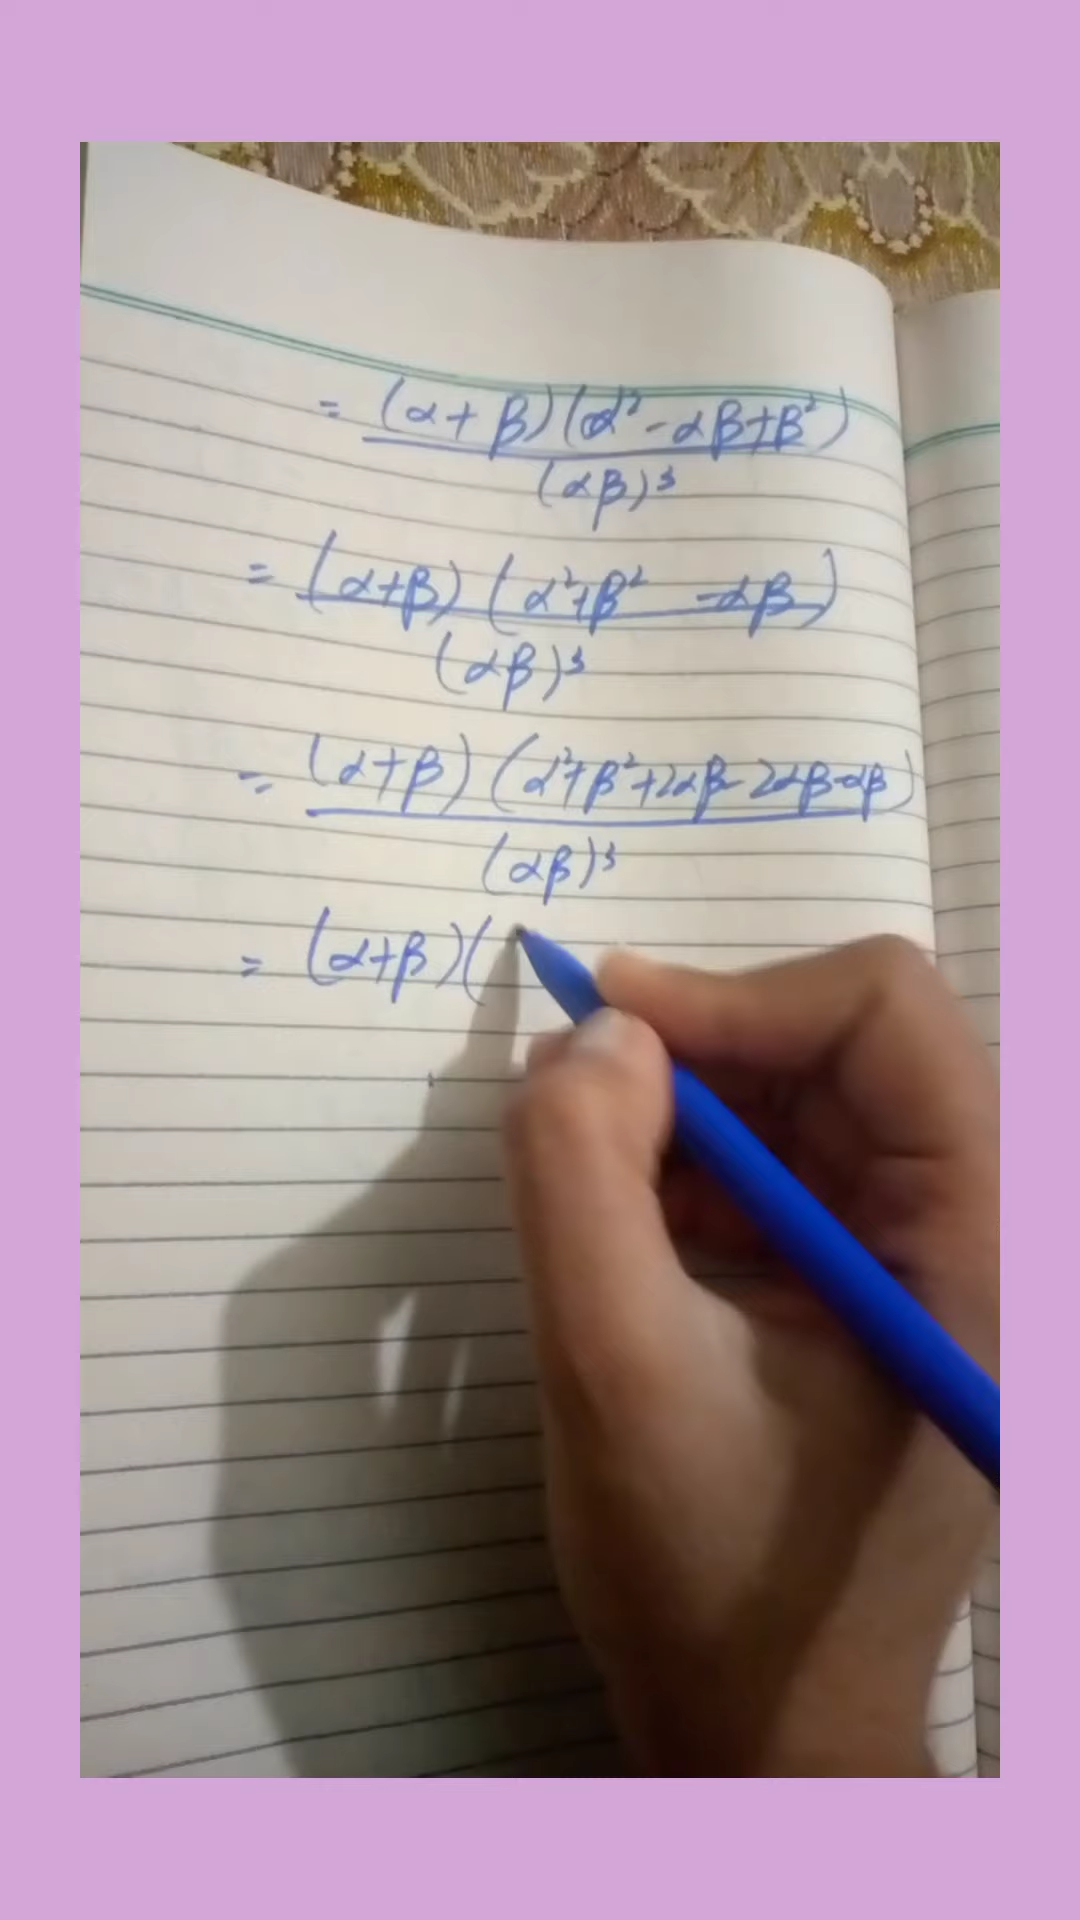 = (α + β) (α² - αβ + β²)
(αβ)³
= (α+β) (α²+β² -αβ)
(αβ)³
= (α+β) (α²+β²+2αβ-2αβ-αβ)
(αβ)³
= (α+β) (